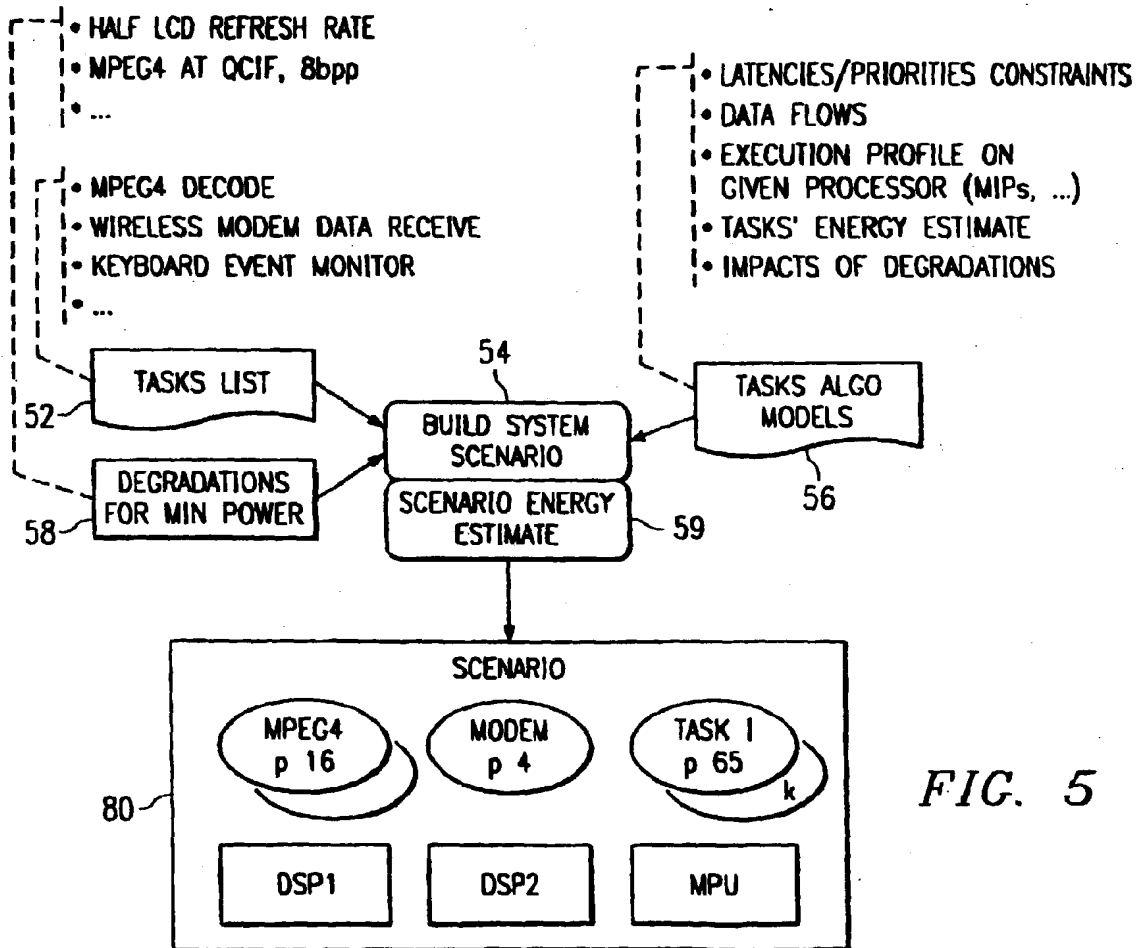 • HALF LCD REFRESH RATE
• MPEG4 AT QCIF, 8bpp
• ...
• MPEG4 DECODE
• WIRELESS MODEM DATA RECEIVE
• KEYBOARD EVENT MONITOR
• ...
• LATENCIES/PRIORITIES CONSTRAINTS
• DATA FLOWS
• EXECUTION PROFILE ON
GIVEN PROCESSOR (MIPs, ...)
• TASKS' ENERGY ESTIMATE
• IMPACTS OF DEGRADATIONS
52
TASKS LIST
54
BUILD SYSTEM
SCENARIO
TASKS ALGO
MODELS
56
58
DEGRADATIONS
FOR MIN POWER
SCENARIO ENERGY
ESTIMATE
59
SCENARIO
MPEG4
p 16
MODEM
p 4
TASK I
p 65
k
80
DSP1
DSP2
MPU
FIG. 5